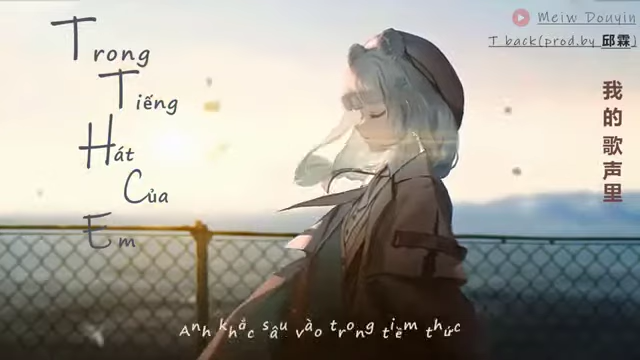 Trong
Tiếng
Hát
Của
Em
Meiw Douyin
T back(prod.by 邱霖)
我的歌声里
Anh khắc sâu vào trong tiềm thức